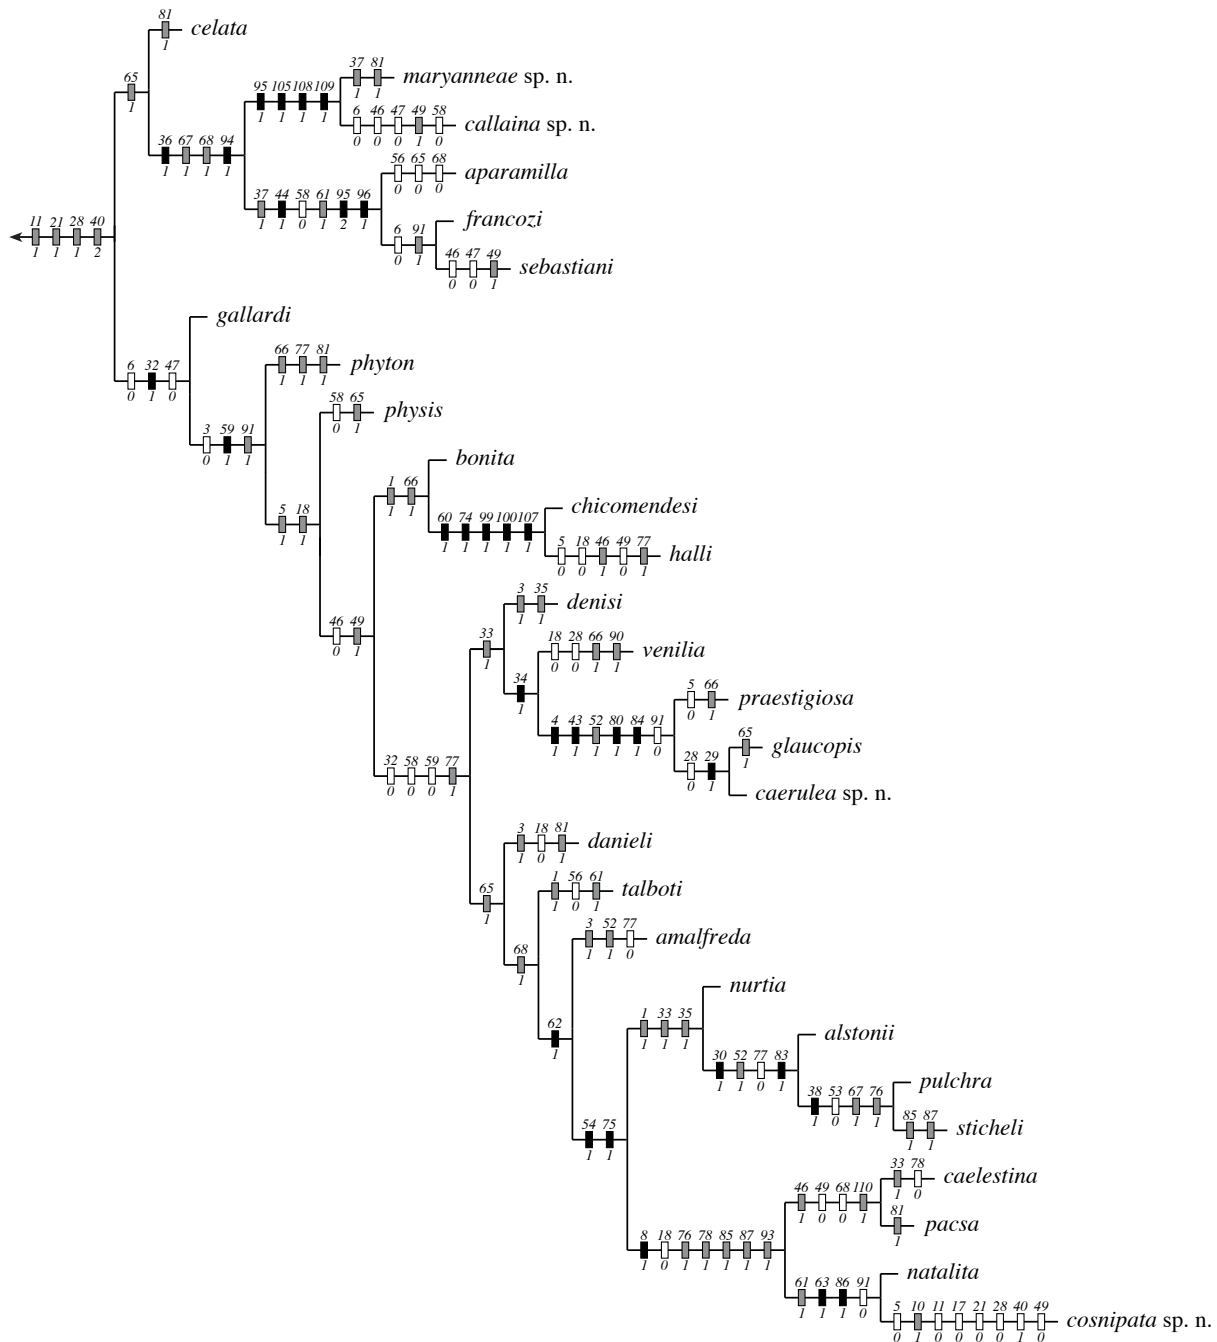 81
celata
1
65
1
37 81
maryanneae sp. n.
1 1
95 105 108 109
1 1 1 1
6 46 47 49 58
callaina sp. n.
0 0 0 1 0
36 67 68 94
1 1 1 1
56 65 68
aparamilla
0 0 0
37 44 58 61 95 96
1 1 0 1 2 1
francozi
6 91
0 1
46 47 49
sebastiani
0 0 1
11 21 28 40
1 1 1 2
gallardi
6 32 47
0 1 0
66 77 81
phyton
1 1 1
3 59 91
0 1 1
58 65
physis
0 1
5 18
1 1
bonita
1 66
1 1
chicomendesi
60 74 99 100 107
1 1 1 1 1
5 18 46 49 77
halli
0 0 1 0 1
46 49
0 1
3 35
denisi
1 1
33
1
18 28 66 90
venilia
0 0 1 1
34
1
5 66
praestigiosa
0 1
4 43 52 80 84 91
1 1 1 1 1 0
65
glaucopis
1
28 29
0 1
caerulea sp. n.
32 58 59 77
0 0 0 1
3 18 81
danieli
1 0 1
65
1
1 56 61
talboti
1 0 1
68
1
3 52 77
amalfreda
1 1 0
62
1
nurtia
1 33 35
1 1 1
alstonii
30 52 77 83
1 1 0 1
pulchra
38 53 67 76
1 0 1 1
85 87
sticheli
1 1
54 75
1 1
33 78
caelestina
1 0
46 49 68 110
1 0 0 1
81
pacsa
1
8 18 76 78 85 87 93
1 0 1 1 1 1 1
natalita
61 63 86 91
1 1 1 0
5 10 11 17 21 28 40 49
cosnipata sp. n.
0 1 0 0 0 0 1 0